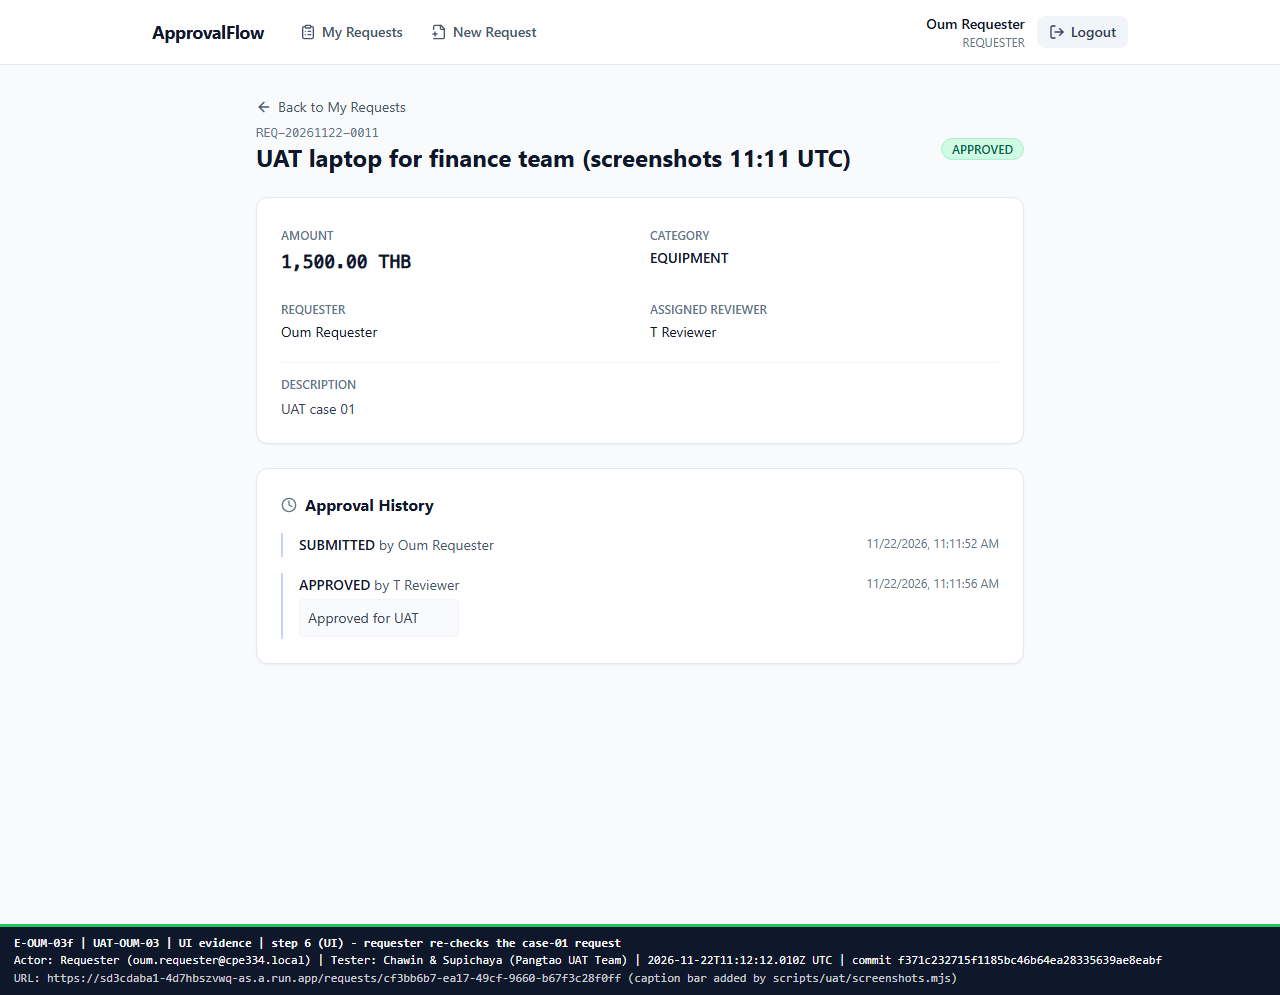 ApprovalFlow
My Requests
New Request
Oum Requester
REQUESTER
Logout
Back to My Requests
REQ-20261122-0011
UAT laptop for finance team (screenshots 11:11 UTC)
APPROVED
AMOUNT
1,500.00 THB
CATEGORY
EQUIPMENT
REQUESTER
Oum Requester
ASSIGNED REVIEWER
T Reviewer
DESCRIPTION
UAT case 01
Approval History
SUBMITTED by Oum Requester
11/22/2026, 11:11:52 AM
APPROVED by T Reviewer
11/22/2026, 11:11:56 AM
Approved for UAT
E-OUM-03f | UAT-OUM-03 | UI evidence | step 6 (UI) - requester re-checks the case-01 request
Actor: Requester (oum.requester@cpe334.local) | Tester: Chawin & Supichaya (Pangtao UAT Team) | 2026-11-22T11:12:12.010Z UTC | commit f371c232715f1185bc46b64ea28335639ae8eabf
URL: https://sd3cdaba1-4d7hbszvwq-as.a.run.app/requests/cf3bb6b7-ea17-49cf-9660-b67f3c28f0ff (caption bar added by scripts/uat/screenshots.mjs)